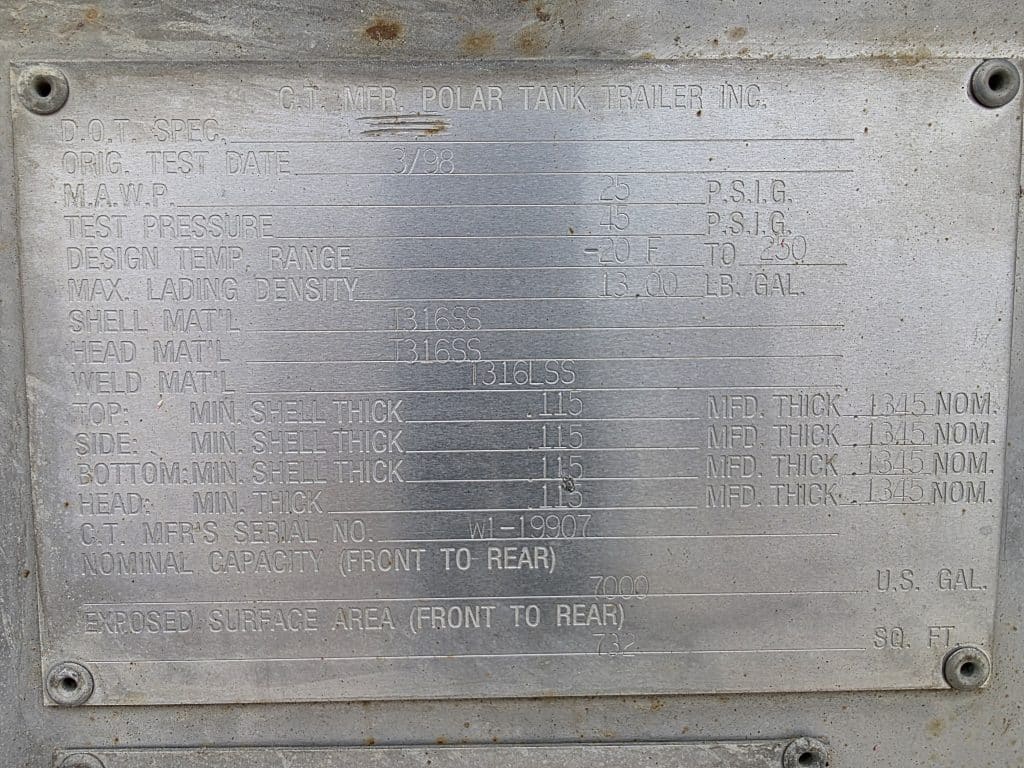 C.T. MFR. POLAR TANK TRAILER INC.
D.O.T. SPEC.
ORIG. TEST DATE 3/98
M.A.W.P. 25 P.S.I.G.
TEST PRESSURE 45 P.S.I.G.
DESIGN TEMP. RANGE -20 F TO 250
MAX. LADING DENSITY 13.00 LB./GAL.
SHELL MAT'L T316SS
HEAD MAT'L T316SS
WELD MAT'L T316LSS
TOP: MIN. SHELL THICK .115 MFD. THICK .1345 NOM.
SIDE: MIN. SHELL THICK .115 MFD. THICK .1345 NOM.
BOTTOM: MIN. SHELL THICK .115 MFD. THICK .1345 NOM.
HEAD: MIN. THICK .115 MFD. THICK .1345 NOM.
C.T. MFR'S SERIAL NO. W1-19907
NOMINAL CAPACITY (FRONT TO REAR)
7000 U.S. GAL.
EXPOSED SURFACE AREA (FRONT TO REAR)
732 SQ. FT.